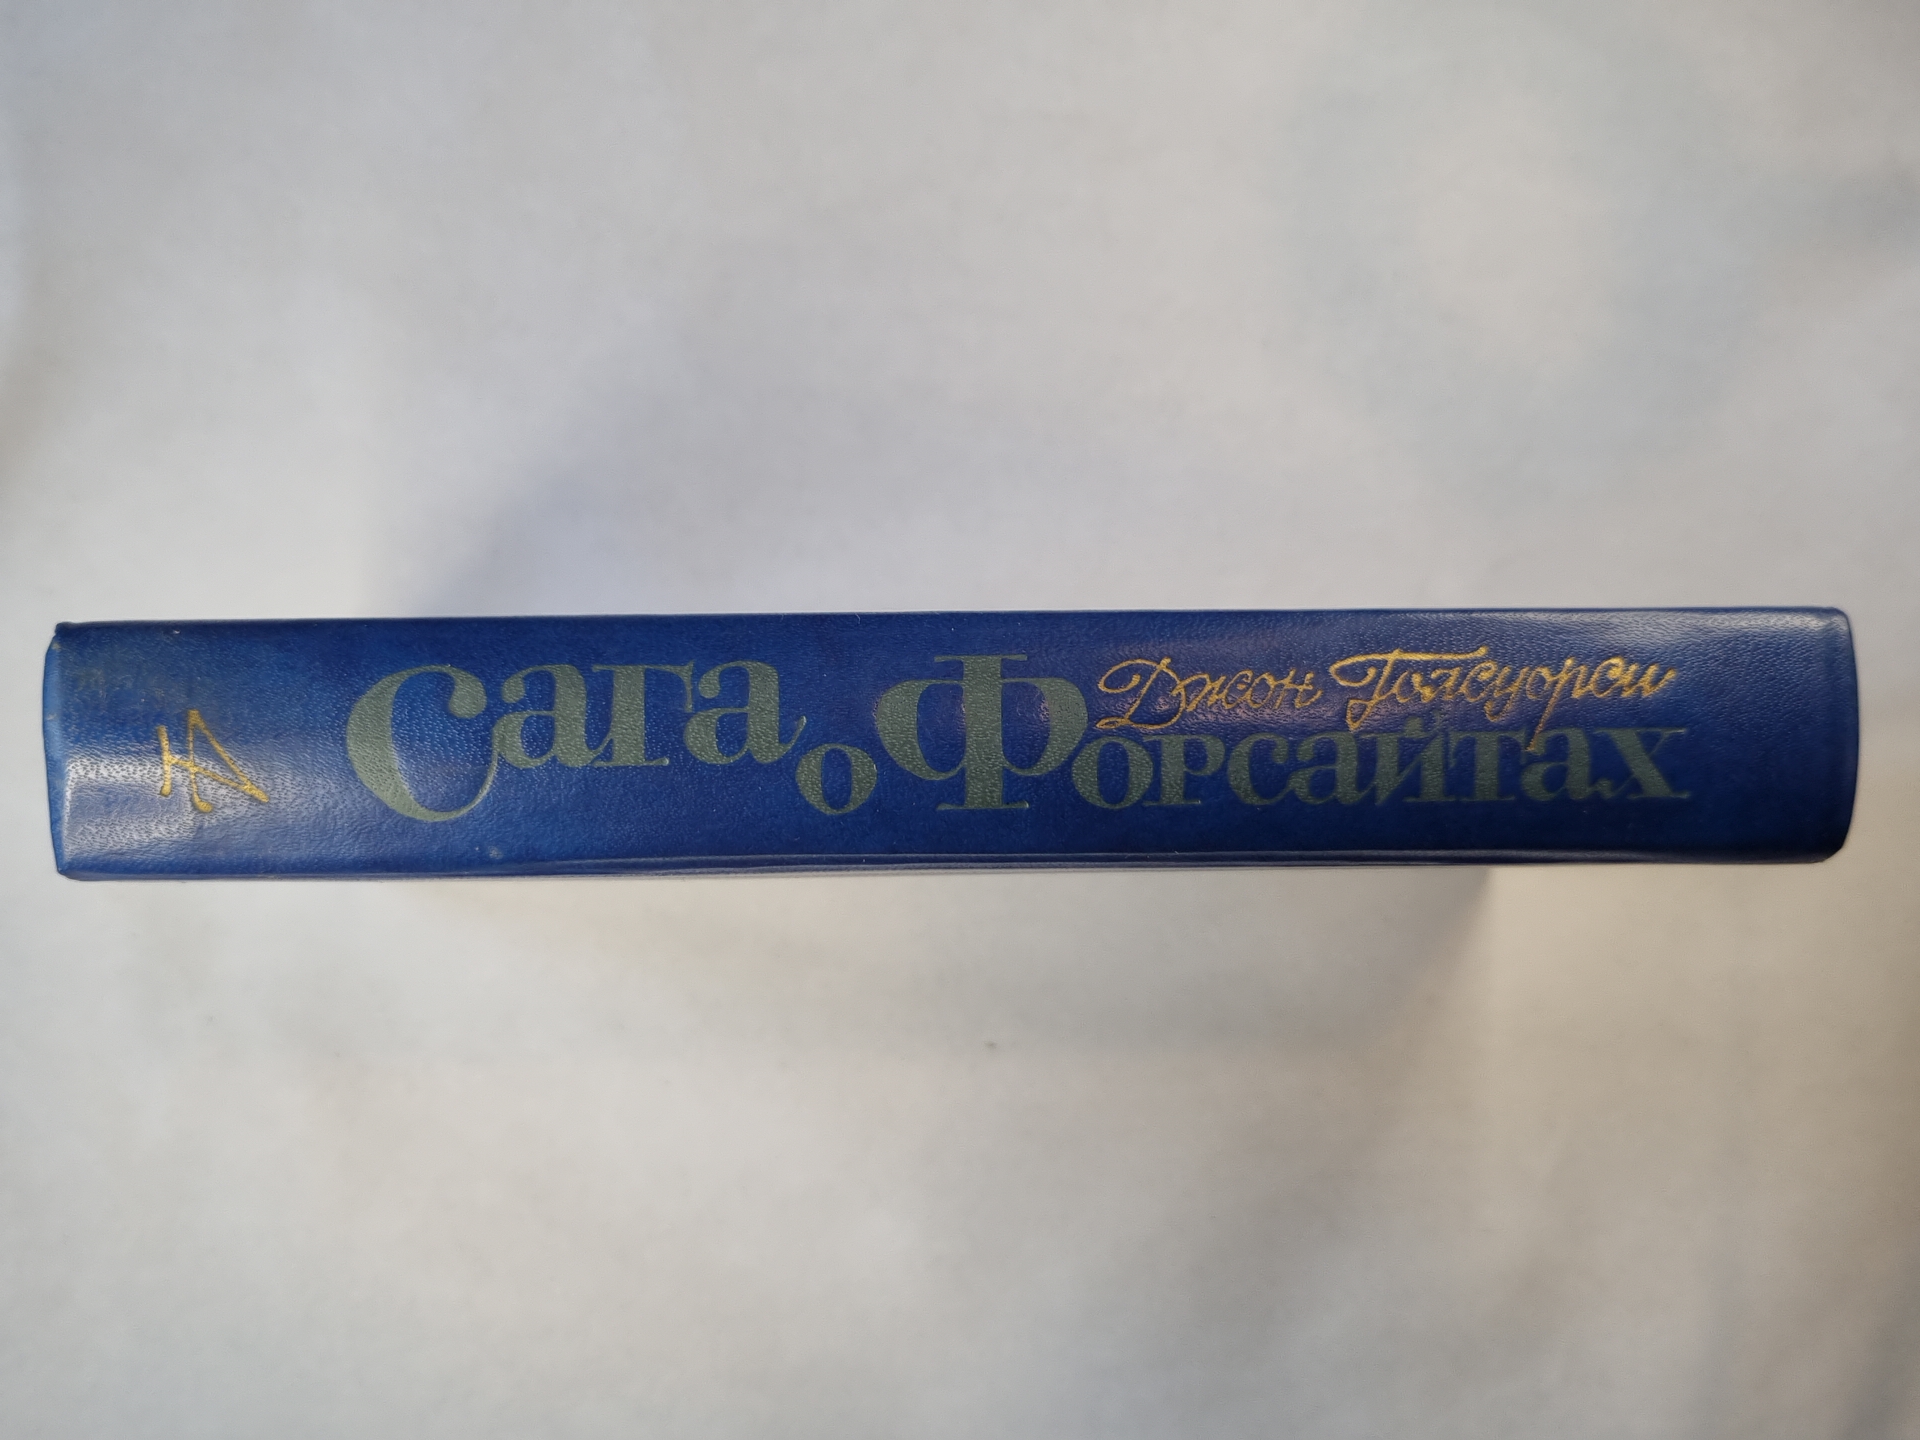 Джон Голсуорси
Сага о Форсайтах